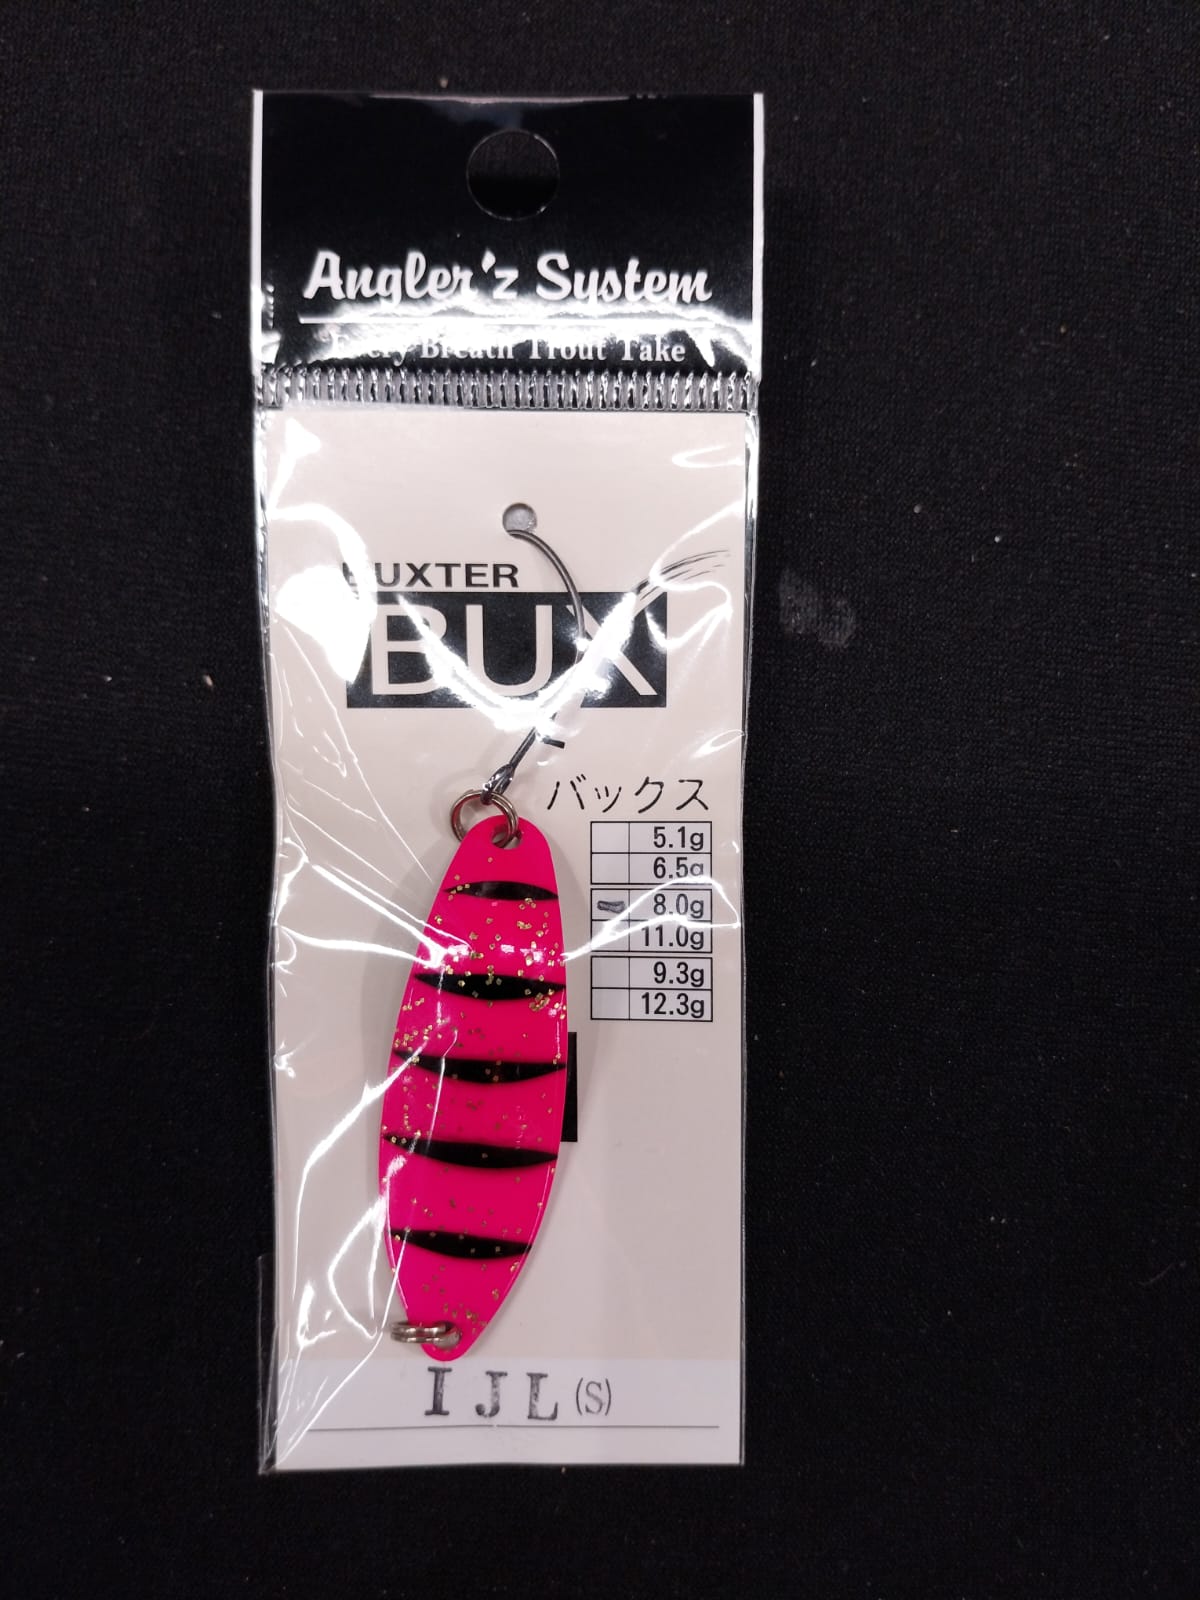 Angler'z System
Every Breath Trout Take
BUXTER
BUX
バックス
5.1g
6.5g
8.0g
11.0g
9.3g
12.3g
IJL(S)